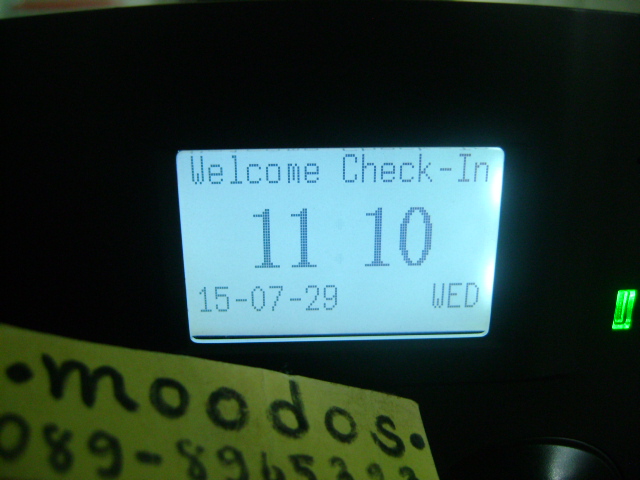 Welcome Check-In
11 10
15-07-29 WED
.moodos.